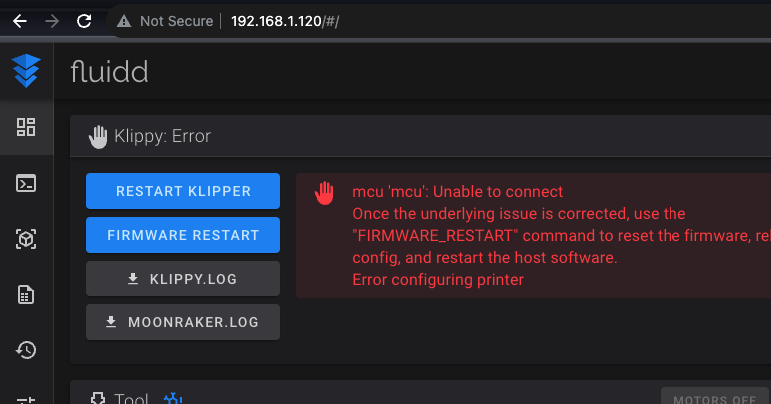 Not Secure | 192.168.1.120/#/
fluidd
Klippy: Error
RESTART KLIPPER
FIRMWARE RESTART
KLIPPY.LOG
MOONRAKER.LOG
mcu 'mcu': Unable to connect
Once the underlying issue is corrected, use the
"FIRMWARE_RESTART" command to reset the firmware,
config, and restart the host software.
Error configuring printer
Tool
MOTORS OFF